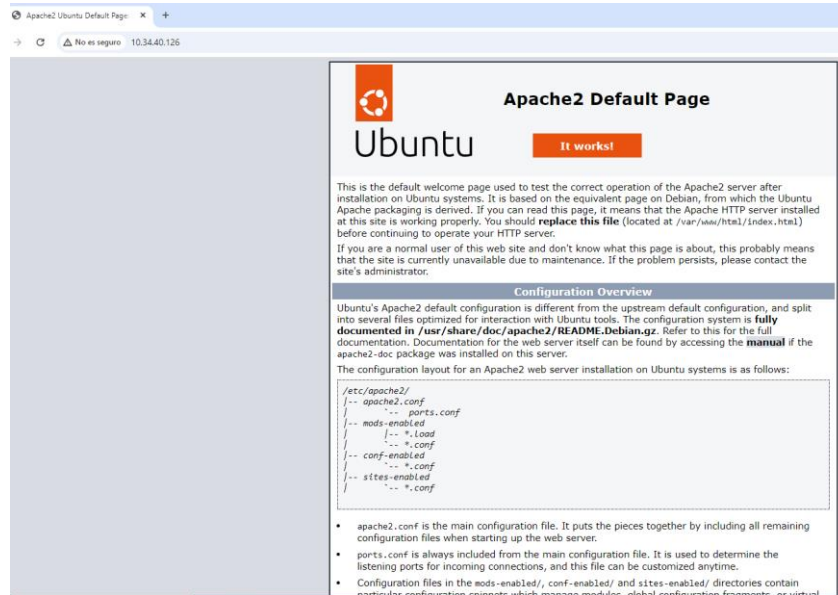 Apache2 Ubuntu Default Page:
No es seguro 10.34.40.126
Apache2 Default Page
Ubuntu
It works!
This is the default welcome page used to test the correct operation of the Apache2 server after
installation on Ubuntu systems. It is based on the equivalent page on Debian, from which the Ubuntu
Apache packaging is derived. If you can read this page, it means that the Apache HTTP server installed
at this site is working properly. You should replace this file (located at /var/www/html/index.html)
before continuing to operate your HTTP server.
If you are a normal user of this web site and don't know what this page is about, this probably means
that the site is currently unavailable due to maintenance. If the problem persists, please contact the
site's administrator.
Configuration Overview
Ubuntu's Apache2 default configuration is different from the upstream default configuration, and split
into several files optimized for interaction with Ubuntu tools. The configuration system is fully
documented in /usr/share/doc/apache2/README.Debian.gz. Refer to this for the full
documentation. Documentation for the web server itself can be found by accessing the manual if the
apache2-doc package was installed on this server.
The configuration layout for an Apache2 web server installation on Ubuntu systems is as follows:
/etc/apache2/
|-- apache2.conf
|       `-- ports.conf
|-- mods-enabled
|       |-- *.load
|       `-- *.conf
|-- conf-enabled
|       `-- *.conf
|-- sites-enabled
|       `-- *.conf
• apache2.conf is the main configuration file. It puts the pieces together by including all remaining
configuration files when starting up the web server.
• ports.conf is always included from the main configuration file. It is used to determine the
listening ports for incoming connections, and this file can be customized anytime.
• Configuration files in the mods-enabled/, conf-enabled/ and sites-enabled/ directories contain
particular configuration snippets which manage modules, global configuration fragments, or virtual